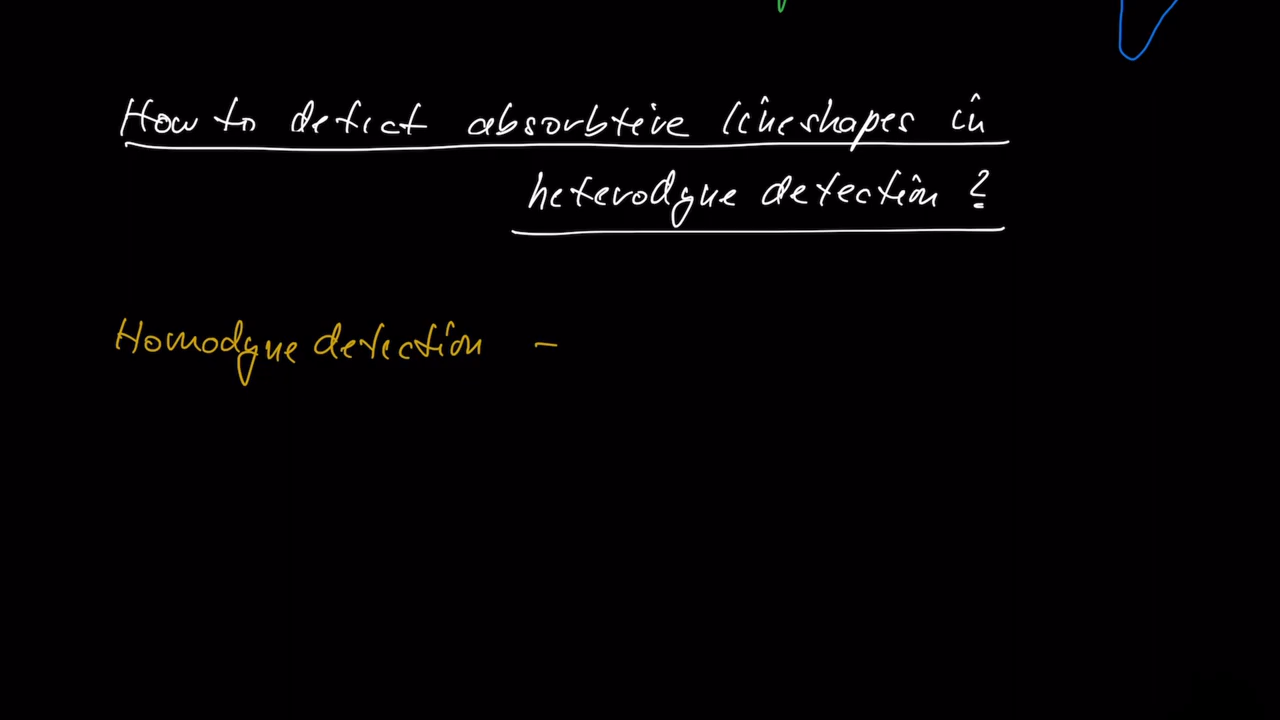 How to detect absorbtive lineshapes in
heterodyne detection ?
Homodyne detection –